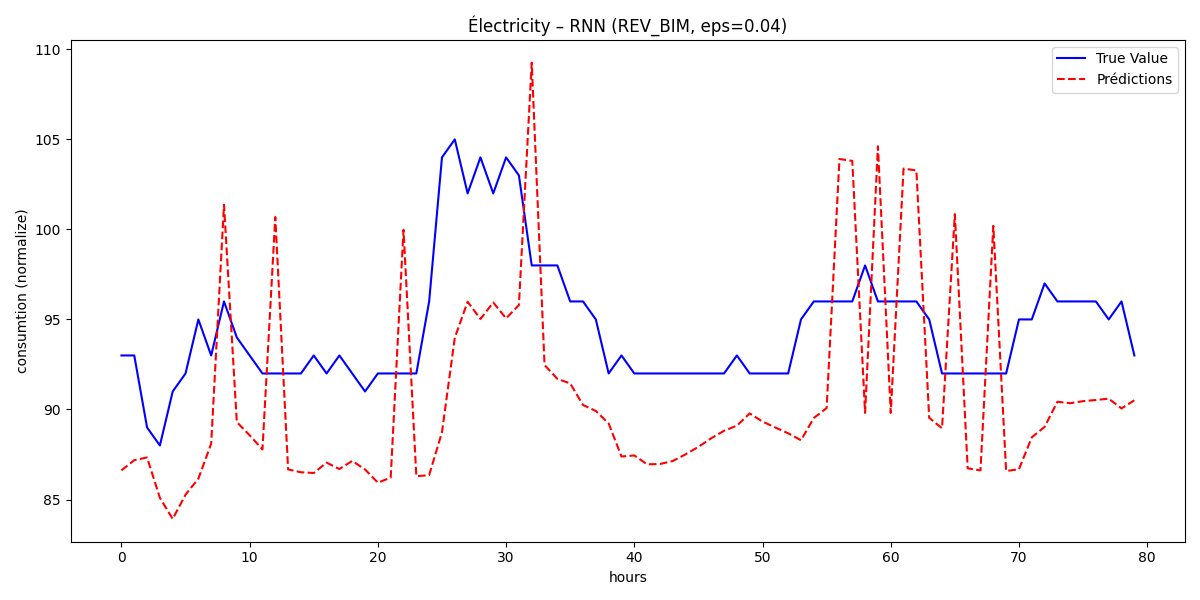 Électricity – RNN (REV_BIM, eps=0.04)
True Value
Prédictions
consumtion (normalize)
110
105
100
95
90
85
0 10 20 30 40 50 60 70 80
hours